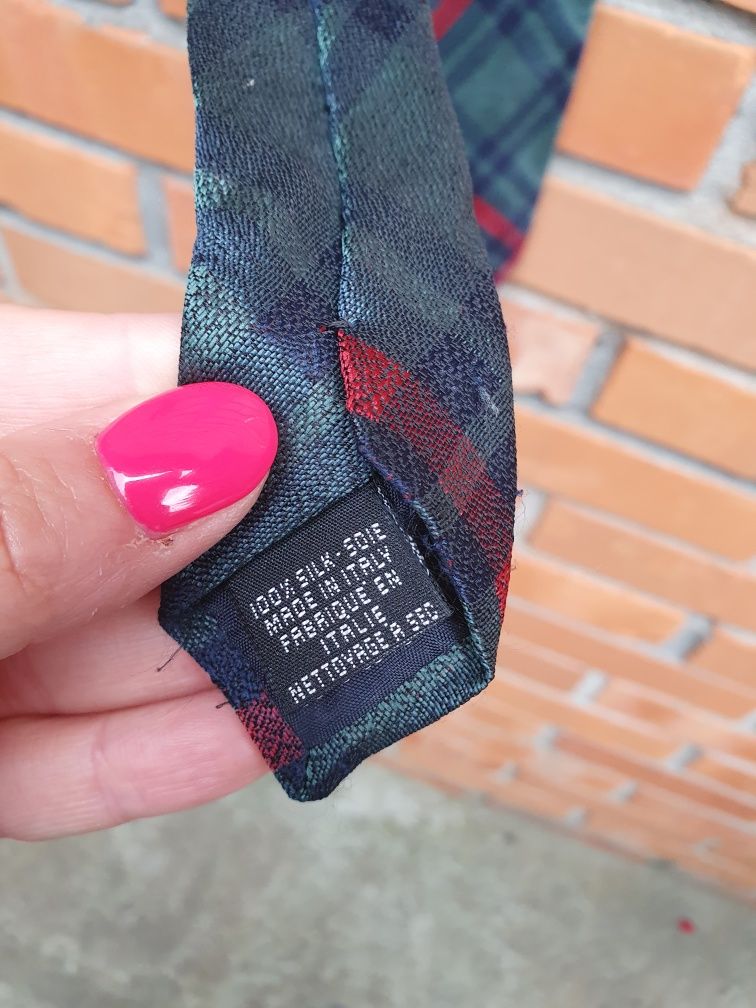 100% SILK-SOIE
MADE IN ITALY
FABRIQUE EN
ITALIE
NETTOYAGE A SEC